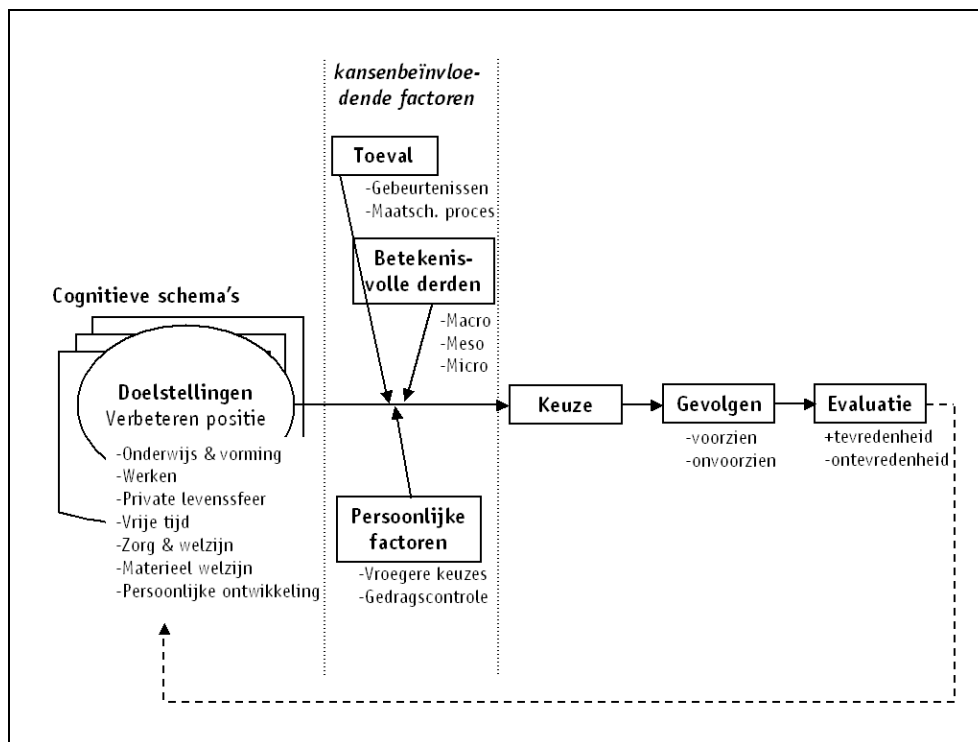 kansenbeïnvloe-
dende factoren
Toeval
-Gebeurtenissen
-Maatsch. proces
Betekenis-
volle derden
-Macro
-Meso
-Micro
Cognitieve schema's
Doelstellingen
Verbeteren positie
-Onderwijs & vorming
-Werken
-Private levenssfeer
-Vrije tijd
-Zorg & welzijn
-Materieel welzijn
-Persoonlijke ontwikkeling
Persoonlijke
factoren
-Vroegere keuzes
-Gedragscontrole
Keuze
Gevolgen
-voorzien
-onvoorzien
Evaluatie
+tevredenheid
-ontevredenheid